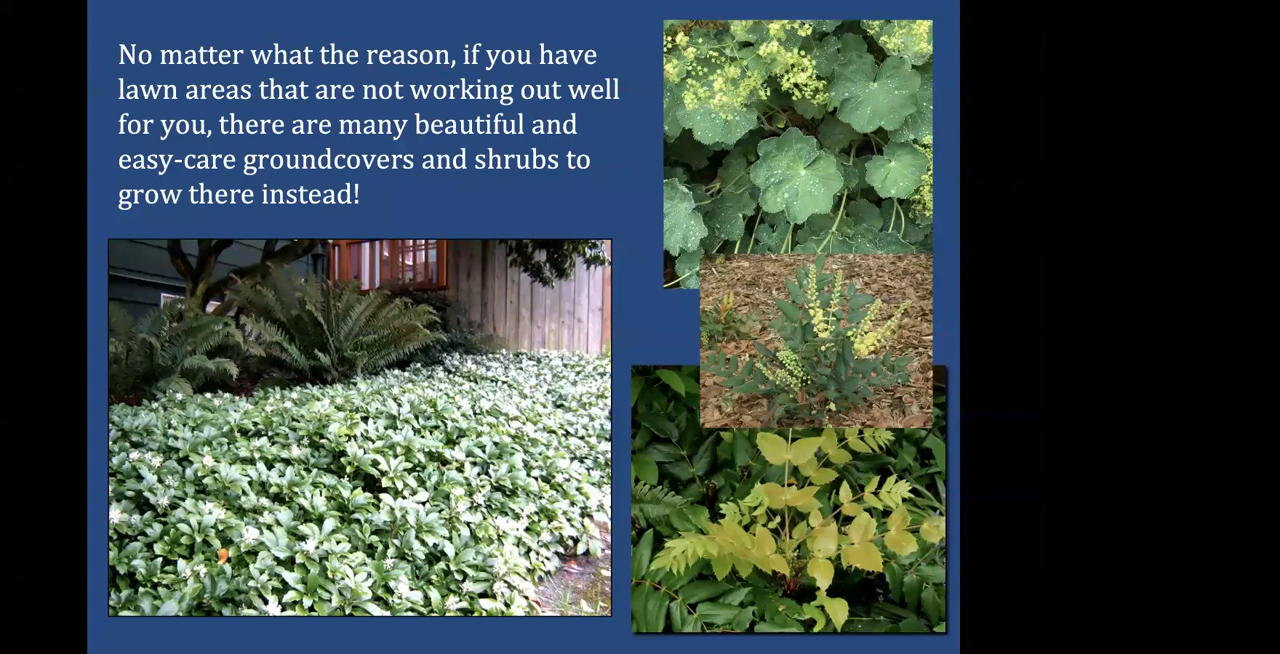 No matter what the reason, if you have
lawn areas that are not working out well
for you, there are many beautiful and
easy-care groundcovers and shrubs to
grow there instead!